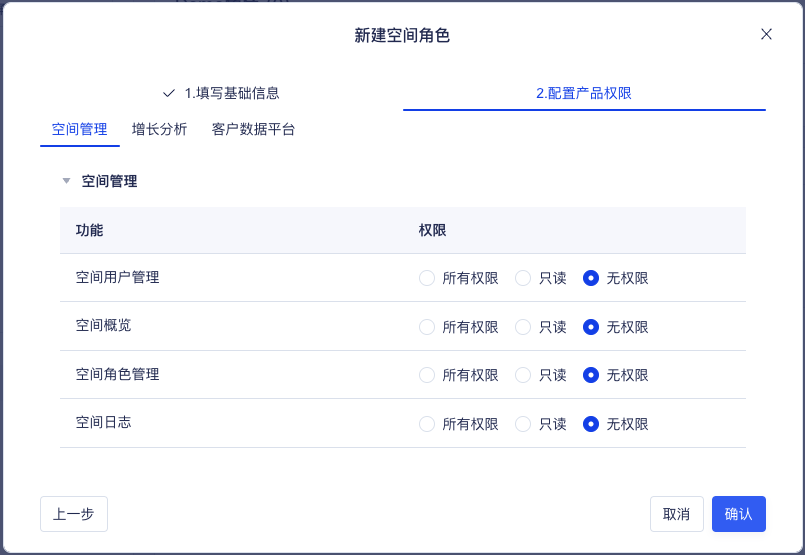 新建空间角色
1.填写基础信息 2.配置产品权限
空间管理 增长分析 客户数据平台
空间管理
功能 权限
空间用户管理 所有权限 只读 无权限
空间概览 所有权限 只读 无权限
空间角色管理 所有权限 只读 无权限
空间日志 所有权限 只读 无权限
上一步 取消 确认